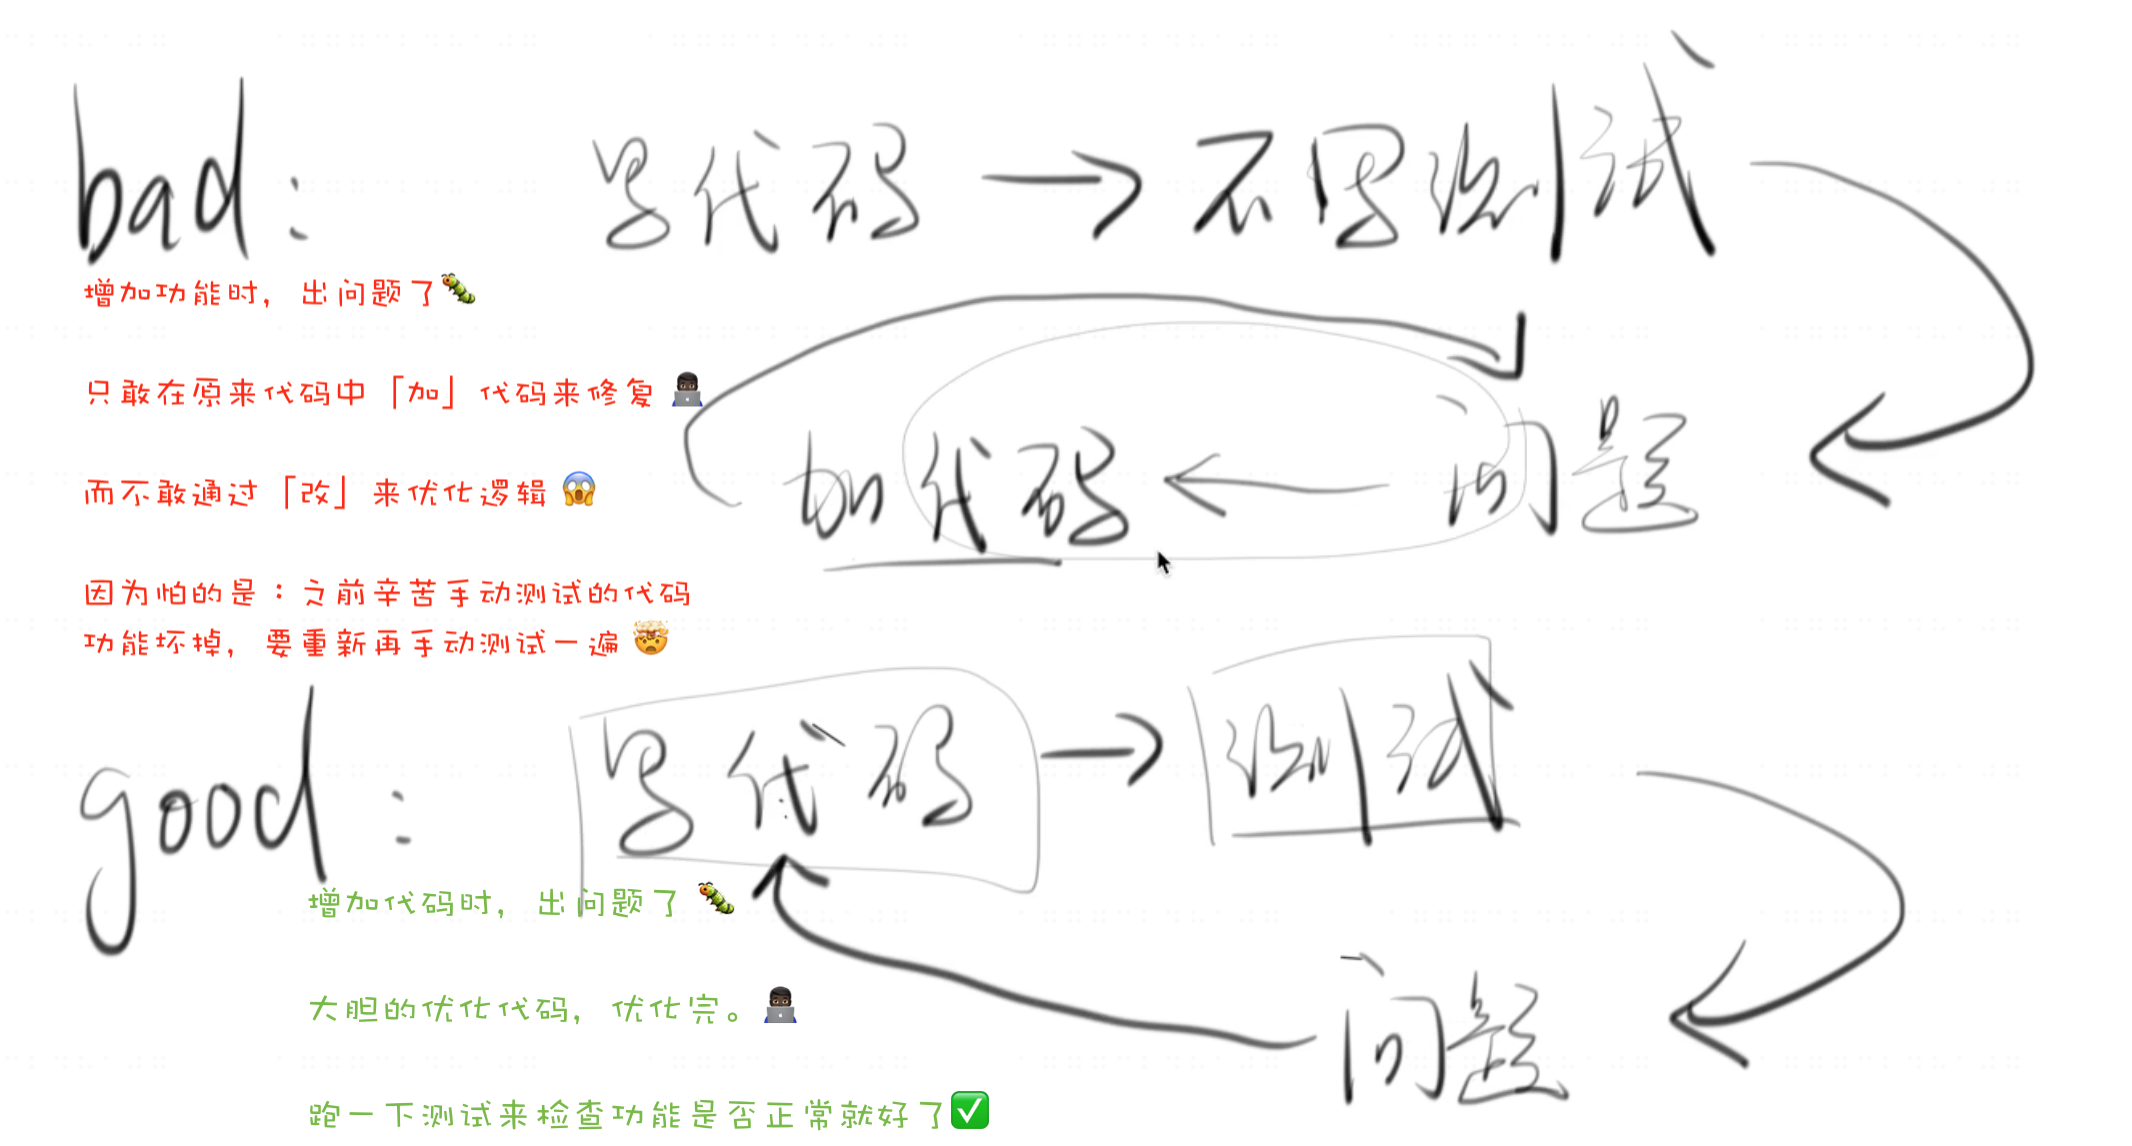 bad: 写代码 → 不写测试
增加功能时，出问题了🐛
只敢在原来代码中「加」代码来修复 👨🏿‍💻
加代码 ← 问题
而不敢通过「改」来优化逻辑 😱
因为怕的是：之前辛苦手动测试的代码
功能坏掉，要重新再手动测试一遍 🤯
good: 写代码 → 测试
增加代码时，出问题了 🐛
大胆的优化代码，优化完。👨🏿‍💻
问题
跑一下测试来检查功能是否正常就好了✅